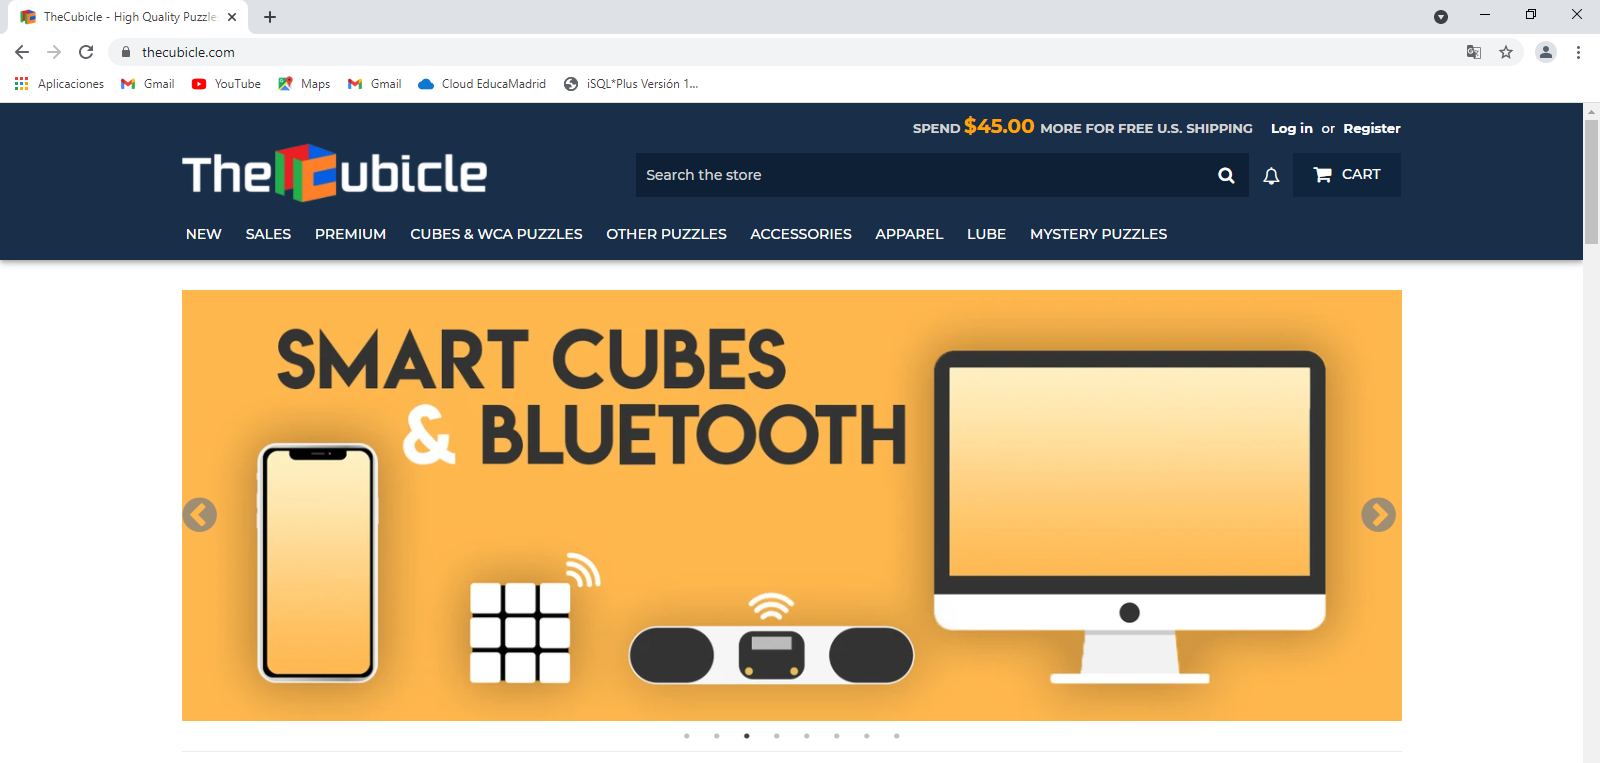 TheCubicle - High Quality Puzzle
thecubicle.com
Aplicaciones Gmail YouTube Maps Gmail Cloud EducaMadrid iSQL*Plus Versión 1...
SPEND $45.00 MORE FOR FREE U.S. SHIPPING Log in or Register
TheCubicle
Search the store
CART
NEW SALES PREMIUM CUBES & WCA PUZZLES OTHER PUZZLES ACCESSORIES APPAREL LUBE MYSTERY PUZZLES
SMART CUBES
& BLUETOOTH